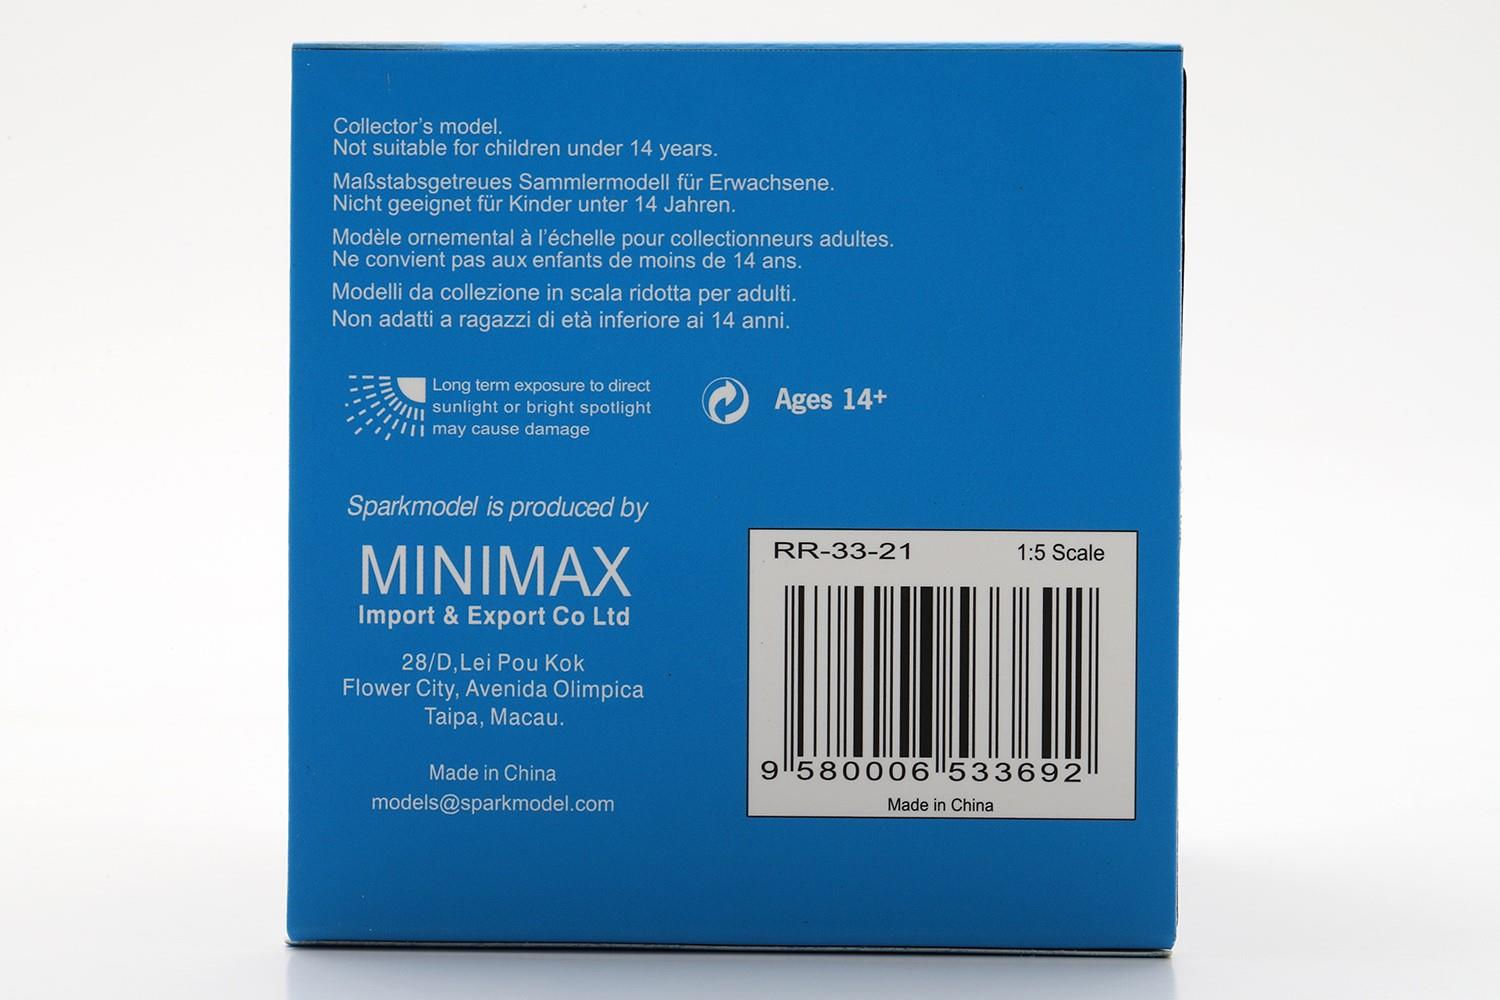 Collector's model.
Not suitable for children under 14 years.
Maßstabsgetreues Sammlermodell für Erwachsene.
Nicht geeignet für Kinder unter 14 Jahren.
Modèle ornemental à l'échelle pour collectionneurs adultes.
Ne convient pas aux enfants de moins de 14 ans.
Modelli da collezione in scala ridotta per adulti.
Non adatti a ragazzi di età inferiore ai 14 anni.
Long term exposure to direct
sunlight or bright spotlight
may cause damage
Ages 14+
Sparkmodel is produced by
MINIMAX
Import & Export Co Ltd
28/D,Lei Pou Kok
Flower City, Avenida Olimpica
Taipa, Macau.
Made in China
models@sparkmodel.com
RR-33-21 1:5 Scale
9 580006 533692
Made in China